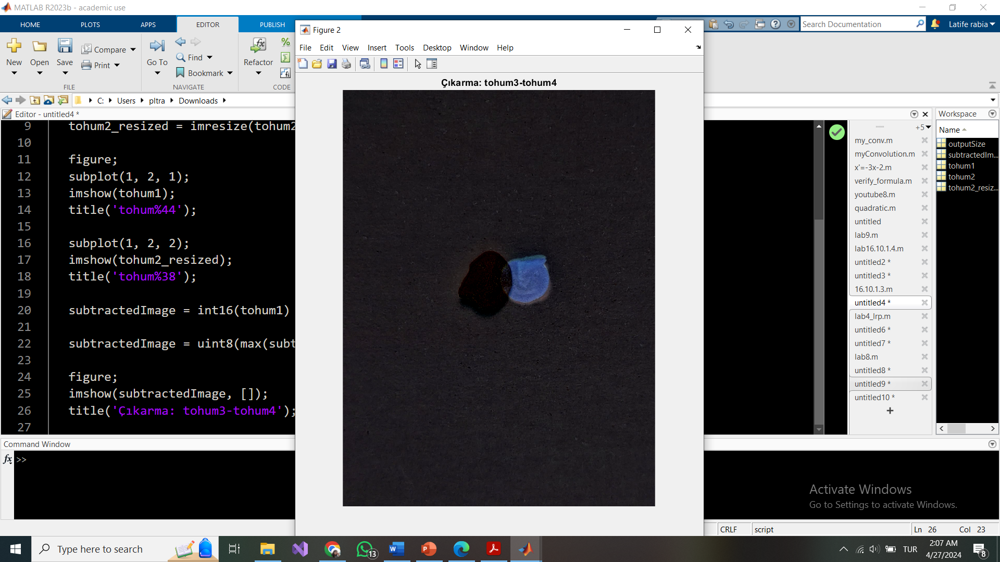 MATLAB R2023b - academic use
HOME PLOTS APPS EDITOR PUBLISH
Search Documentation
Latife rabia
New
Open
Save
Compare
Print
FILE
Go To
Find
Bookmark
NAVIGATE
Refactor
CODE
C: Users pltra Downloads
Editor - untitled4 *
9 tohum2_resized = imresize(tohum2
10
11 figure;
12 subplot(1, 2, 1);
13 imshow(tohum1);
14 title('tohum%44');
15
16 subplot(1, 2, 2);
17 imshow(tohum2_resized);
18 title('tohum%38');
19
20 subtractedImage = int16(tohum1)
21
22 subtractedImage = uint8(max(subt
23
24 figure;
25 imshow(subtractedImage, []);
26 title('Çıkarma: tohum3-tohum4');
27
Command Window
fx >>
Figure 2
File Edit View Insert Tools Desktop Window Help
Çıkarma: tohum3-tohum4
+5
my_conv.m
myConvolution.m
x'=-3x-2.m
verify_formula.m
youtube8.m
quadratic.m
untitled
lab9.m
lab16.10.1.4.m
untitled2 *
untitled3 *
16.10.1.3.m
untitled4 *
lab4_lrp.m
untitled6 *
untitled7 *
lab8.m
untitled8 *
untitled9 *
untitled10 *
Workspace
Name
outputSize
subtractedIm...
tohum1
tohum2
tohum2_resiz...
Activate Windows
Go to Settings to activate Windows.
CRLF script Ln 26 Col 23
Type here to search
13
TUR
2:07 AM
4/27/2024
8